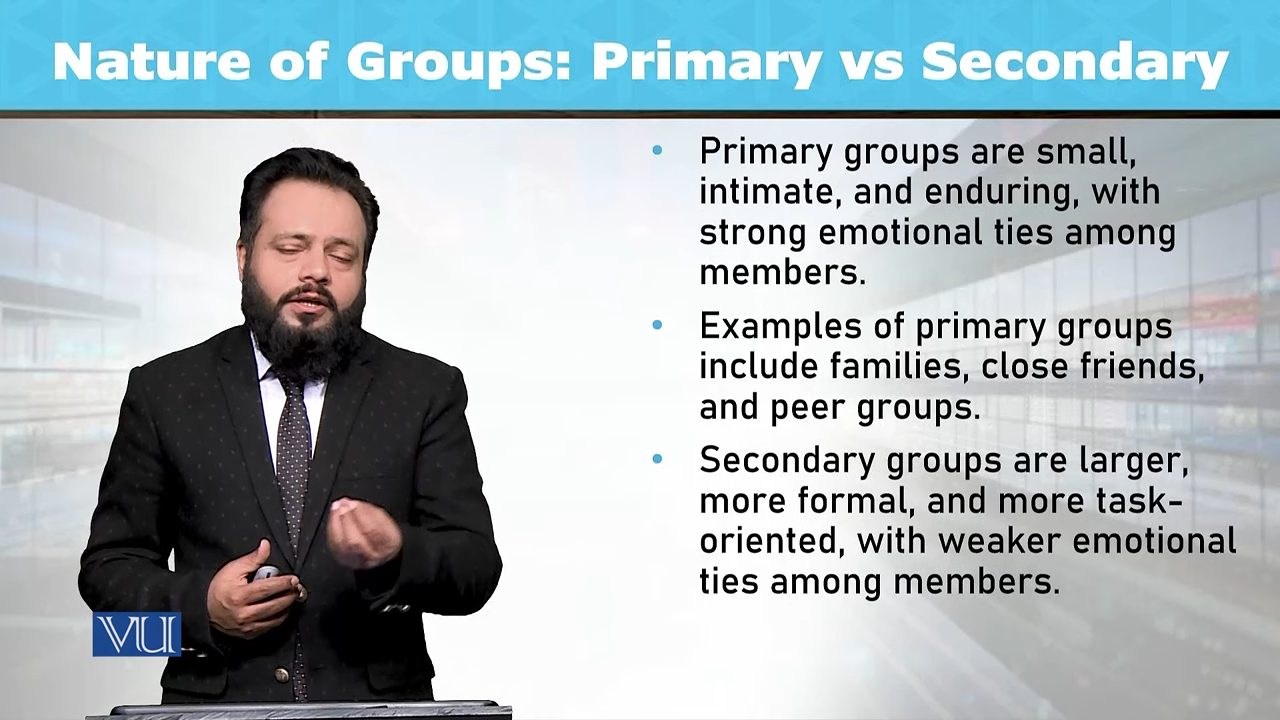 Nature of Groups: Primary vs Secondary
• Primary groups are small,
intimate, and enduring, with
strong emotional ties among
members.
• Examples of primary groups
include families, close friends,
and peer groups.
• Secondary groups are larger,
more formal, and more task-
oriented, with weaker emotional
ties among members.
VU